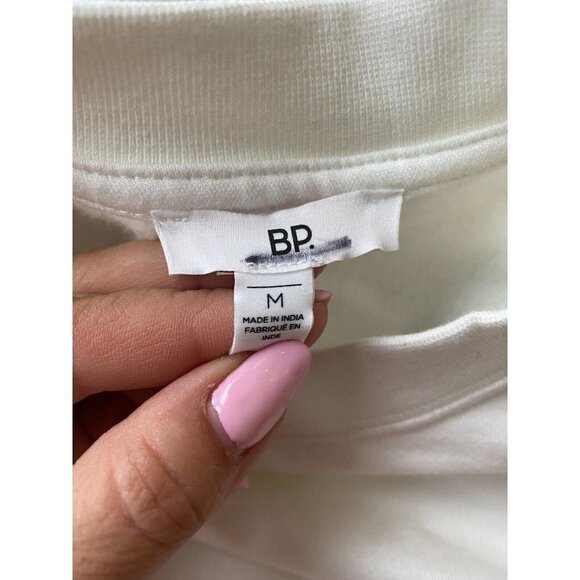 BP.
M
MADE IN INDIA
FABRIQUÉ EN
INDE